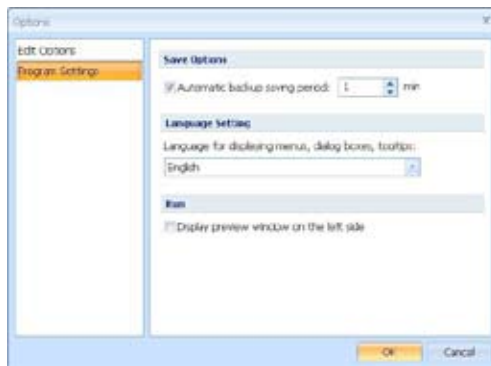 Options
Edit Options
Program Settings
Save Options
Automatic backup saving period: 1 min
Language Setting
Language for displaying menus, dialog boxes, tooltips:
English
Run
Display preview window on the left side
OK Cancel